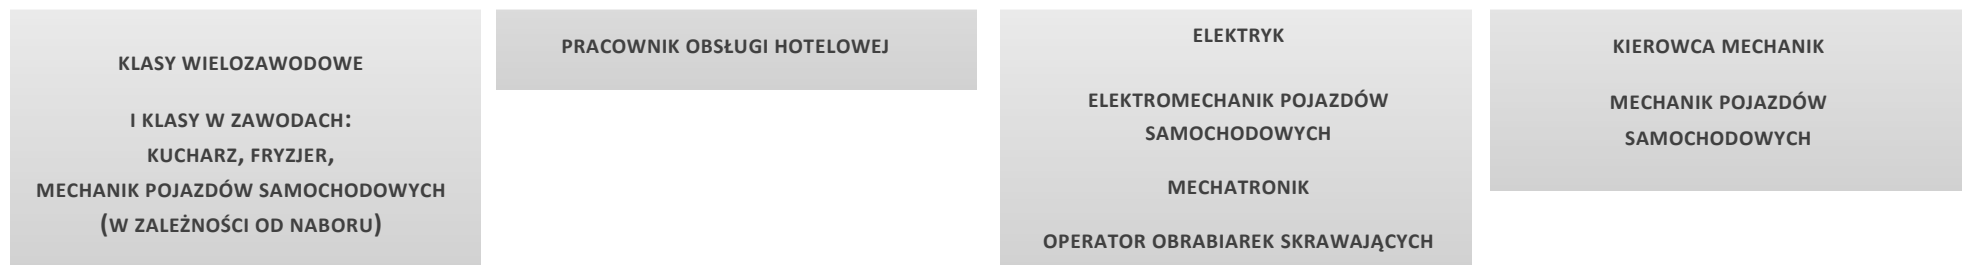 KLASY WIELOZAWODOWE
I KLASY W ZAWODACH:
KUCHARZ, FRYZJER,
MECHANIK POJAZDÓW SAMOCHODOWYCH
(W ZALEŻNOŚCI OD NABORU)
PRACOWNIK OBSŁUGI HOTELOWEJ
ELEKTRYK
ELEKTROMECHANIK POJAZDÓW
SAMOCHODOWYCH
MECHATRONIK
OPERATOR OBRABIAREK SKRAWAJĄCYCH
KIEROWCA MECHANIK
MECHANIK POJAZDÓW
SAMOCHODOWYCH